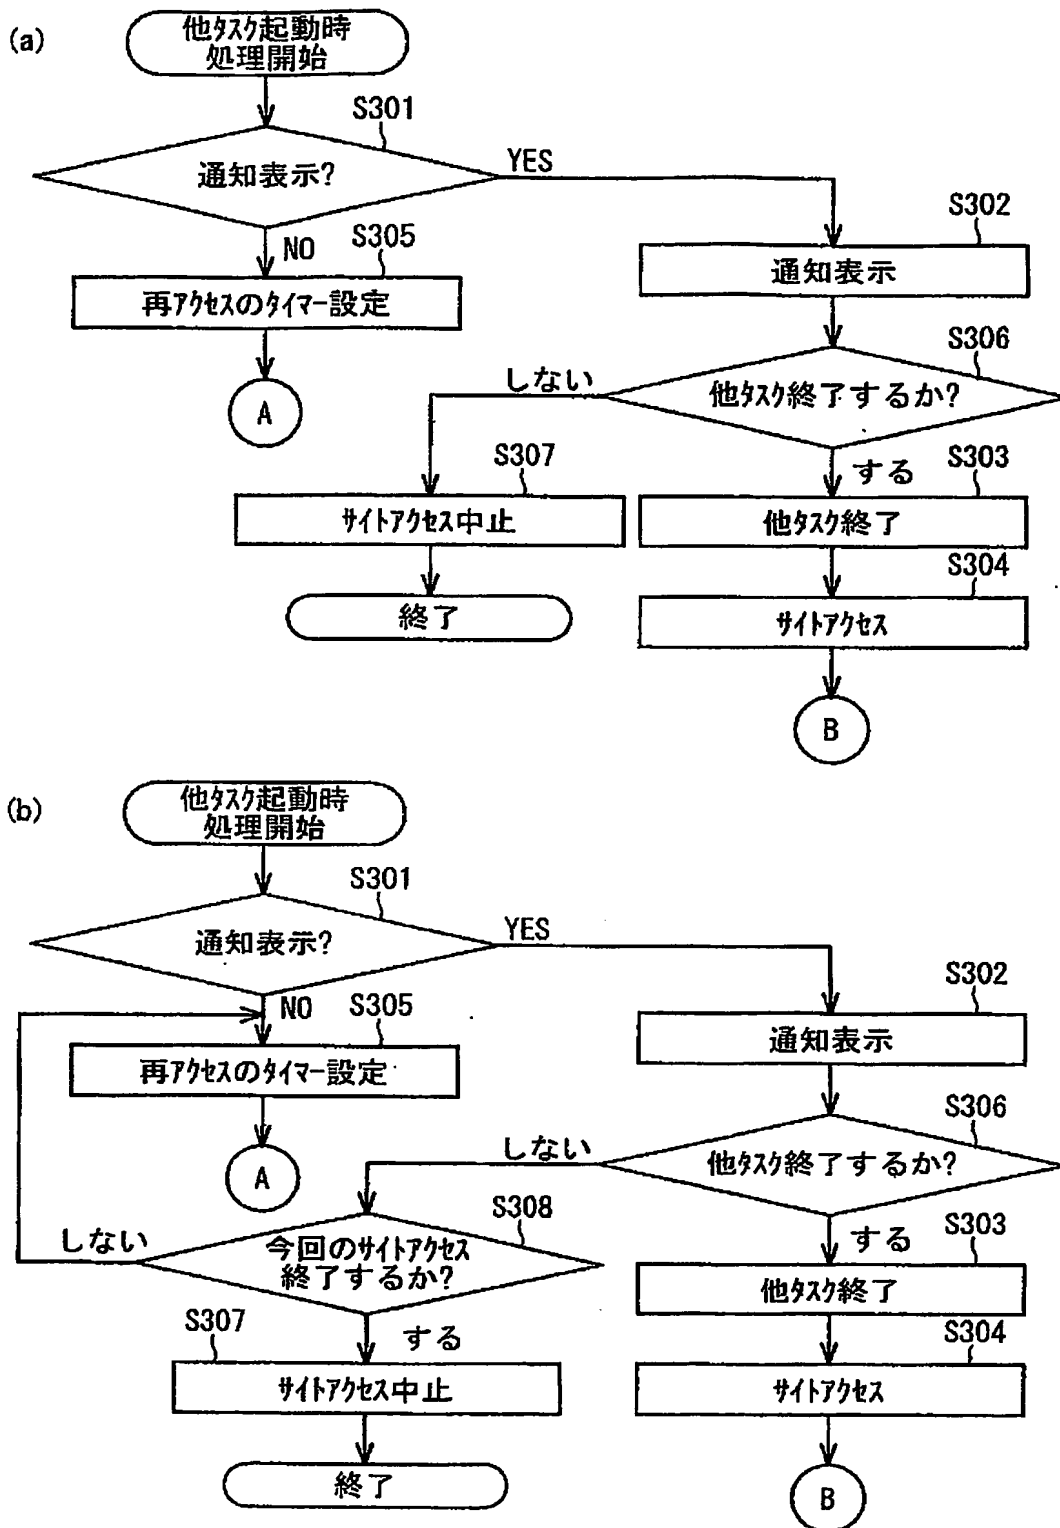 (a)
他タスク起動時
処理開始
S301
通知表示?
YES
NO
S305
再アクセスのタイマー設定
A
S302
通知表示
S306
他タスク終了するか?
しない
する
S307
サイトアクセス中止
終了
S303
他タスク終了
S304
サイトアクセス
B
(b)
他タスク起動時
処理開始
S301
通知表示?
YES
NO
S305
再アクセスのタイマー設定
A
S302
通知表示
S306
他タスク終了するか?
しない
する
S308
今回のサイトアクセス
終了するか?
しない
する
S307
サイトアクセス中止
終了
S303
他タスク終了
S304
サイトアクセス
B